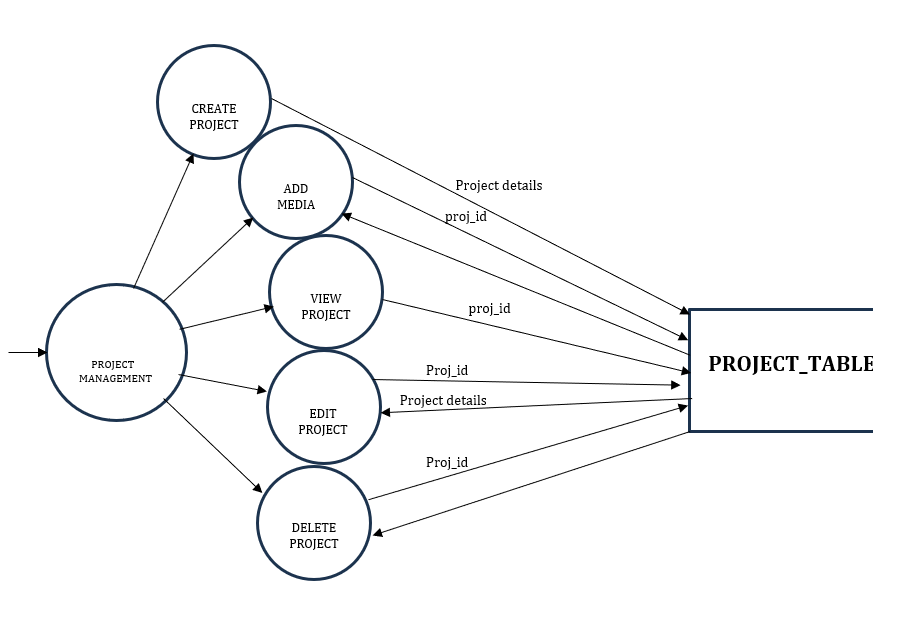 CREATE
PROJECT
ADD
MEDIA
Project details
proj_id
VIEW
PROJECT
proj_id
PROJECT
MANAGEMENT
PROJECT_TABLE
Proj_id
Project details
EDIT
PROJECT
Proj_id
DELETE
PROJECT